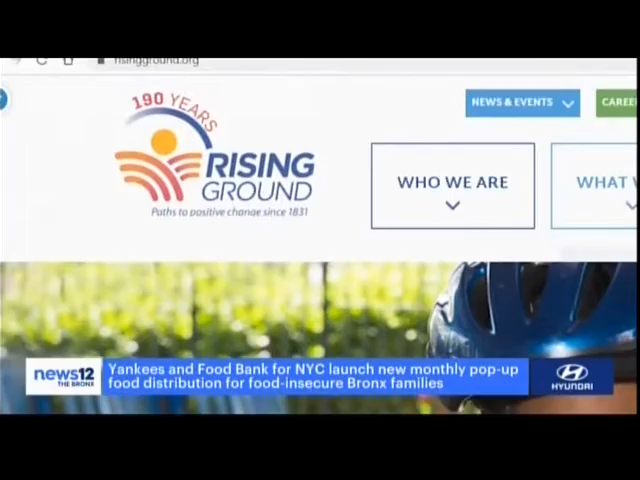 risingground.org
190 YEARS
RISING
GROUND
Paths to positive change since 1831
NEWS & EVENTS
CAREE
WHO WE ARE
WHAT
news12
THE BRONX
Yankees and Food Bank for NYC launch new monthly pop-up
food distribution for food-insecure Bronx families
HYUNDAI